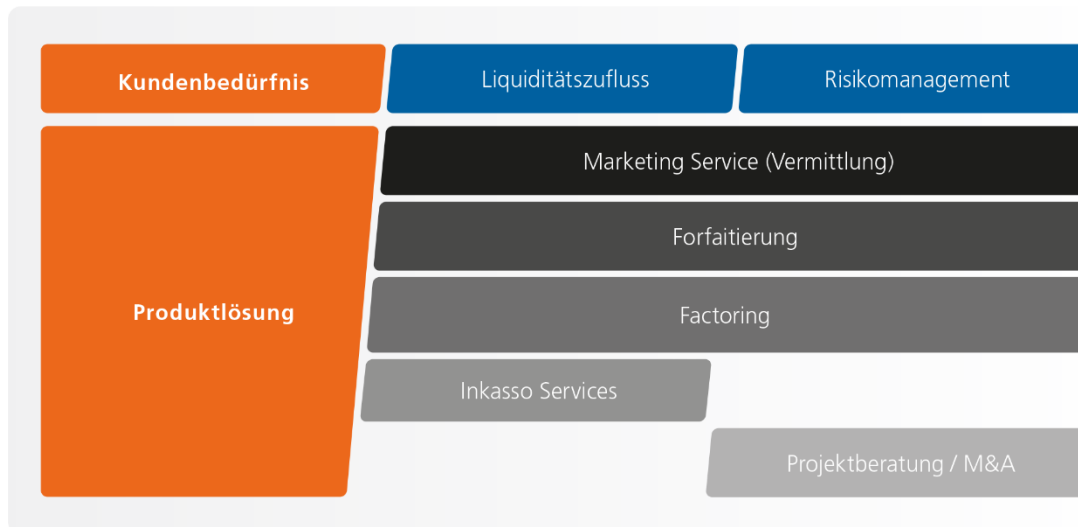 Kundenbedürfnis
Liquiditätszufluss
Risikomanagement
Marketing Service (Vermittlung)
Forfaitierung
Produktlösung
Factoring
Inkasso Services
Projektberatung / M&A